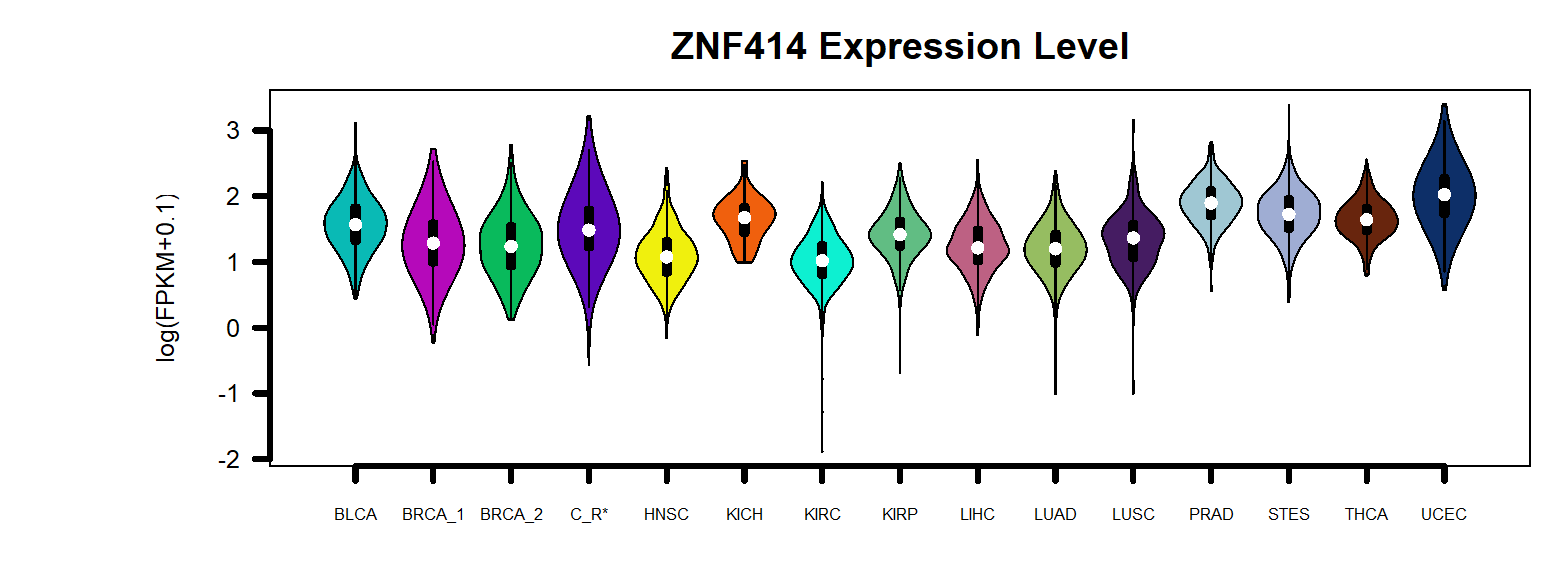 ZNF414 Expression Level
log(FPKM+0.1)
3
2
1
0
-1
-2
BLCA BRCA_1 BRCA_2 C_R* HNSC KICH KIRC KIRP LIHC LUAD LUSC PRAD STES THCA UCEC